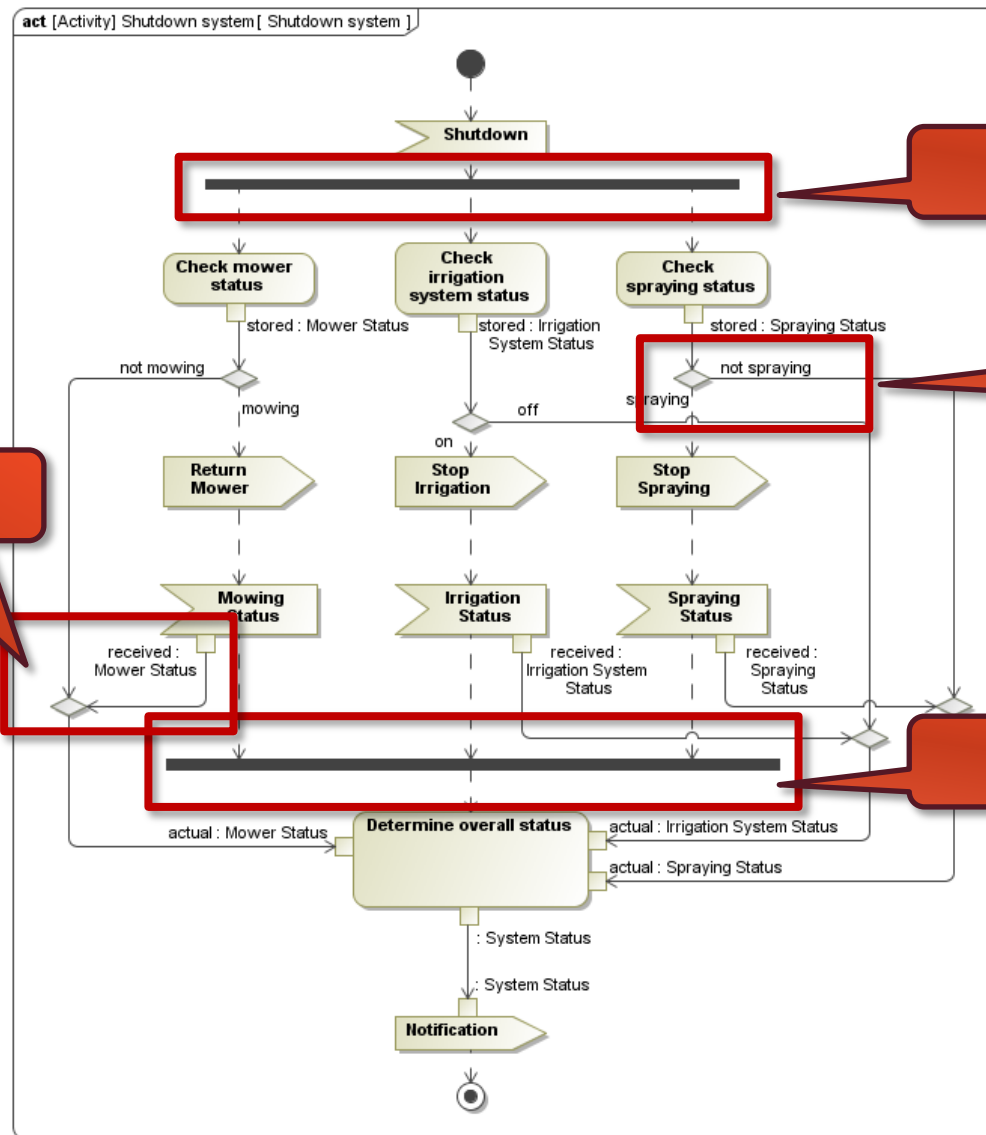 act [Activity] Shutdown system [ Shutdown system ]
Shutdown
Check mower
status
Check
irrigation
system status
Check
spraying status
stored : Mower Status
stored : Irrigation
System Status
stored : Spraying Status
not mowing
mowing
off
on
not spraying
spraying
Return
Mower
Stop
Irrigation
Stop
Spraying
Mowing
Status
Irrigation
Status
Spraying
Status
received :
Mower Status
received :
Irrigation System
Status
received :
Spraying
Status
actual : Mower Status
Determine overall status
actual : Irrigation System Status
actual : Spraying Status
: System Status
: System Status
Notification